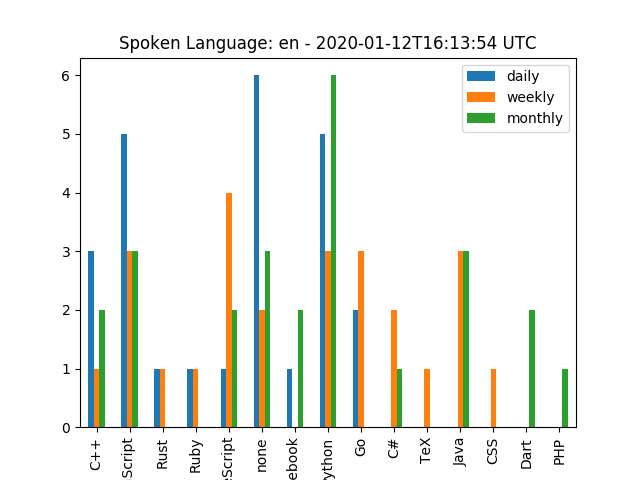 Spoken Language: en - 2020-01-12T16:13:54 UTC
daily
weekly
monthly
6
5
4
3
2
1
0
C++
Script
Rust
Ruby
eScript
none
ebook
ython
Go
C#
TeX
Java
CSS
Dart
PHP